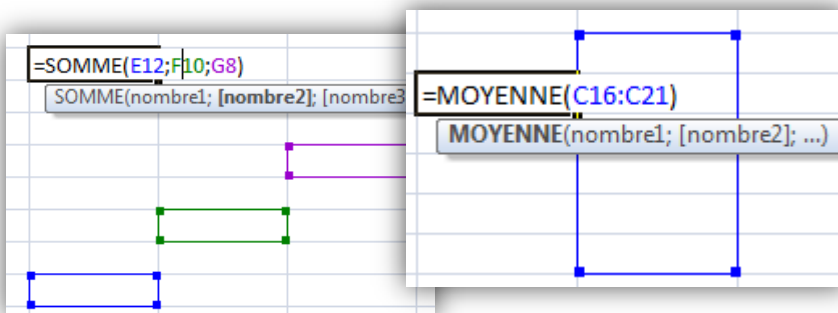 =SOMME(E12;F10;G8)
SOMME(nombre1; [nombre2]; [nombre3
=MOYENNE(C16:C21)
MOYENNE(nombre1; [nombre2]; ...)